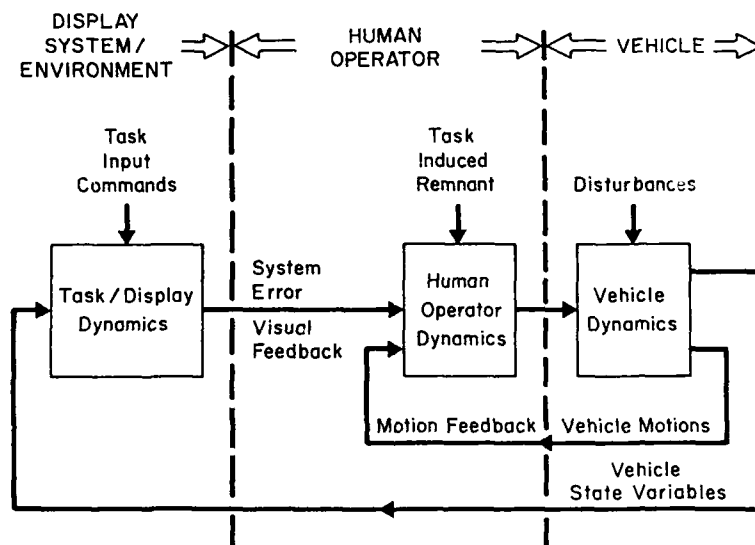 DISPLAY
SYSTEM/
ENVIRONMENT
HUMAN
OPERATOR
VEHICLE
Task
Input
Commands
Task
Induced
Remnant
Disturbances
Task/Display
Dynamics
System
Error
Visual
Feedback
Human
Operator
Dynamics
Vehicle
Dynamics
Motion Feedback
Vehicle Motions
Vehicle
State Variables